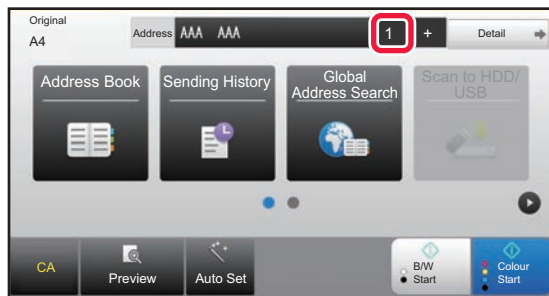 Original
A4
Address AAA AAA 1 + Detail
Address Book
Sending History
Global
Address Search
Scan to HDD/
USB
CA
Preview
Auto Set
B/W
Start
Colour
Start